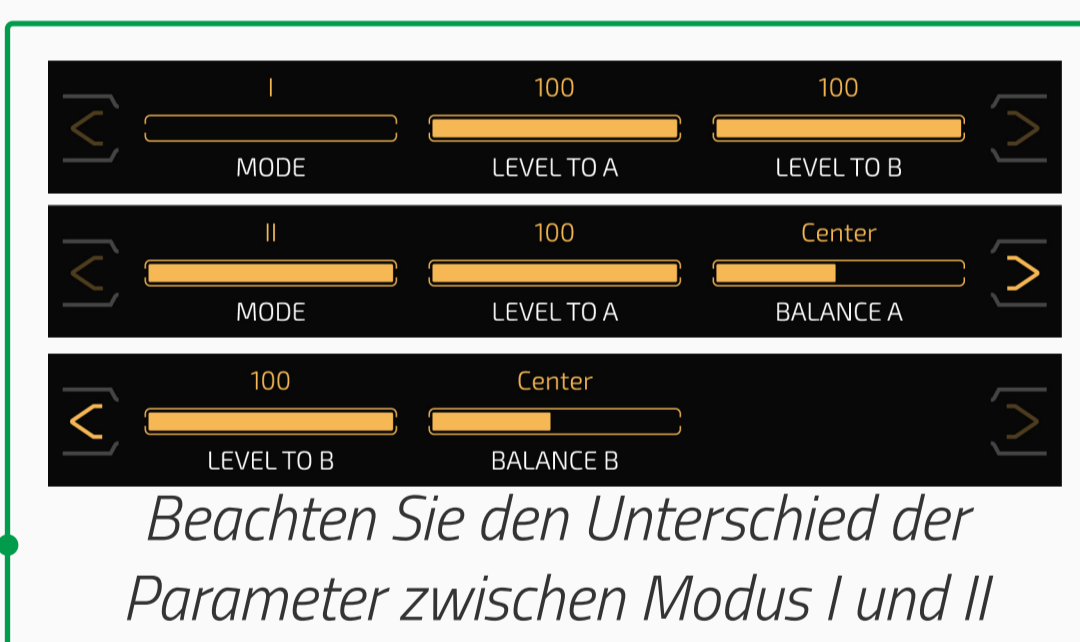 I 100 100
MODE LEVEL TO A LEVEL TO B
II 100 Center
MODE LEVEL TO A BALANCE A
100 Center
LEVEL TO B BALANCE B
Beachten Sie den Unterschied der
Parameter zwischen Modus I und II